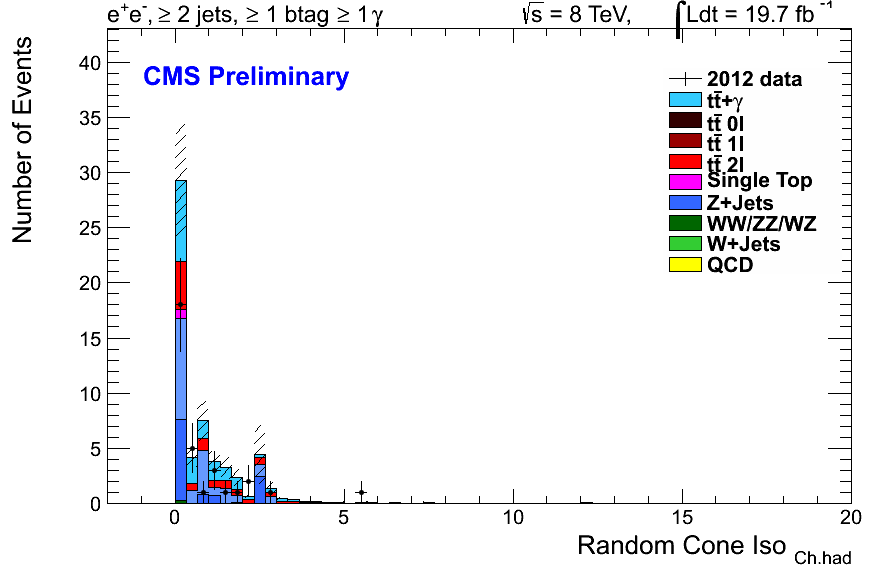 e⁺e⁻, ≥ 2 jets, ≥ 1 btag ≥ 1 γ
√s = 8 TeV, ∫Ldt = 19.7 fb⁻¹
CMS Preliminary
2012 data
tt̄+γ
tt̄ 0l
tt̄ 1l
tt̄ 2l
Single Top
Z+Jets
WW/ZZ/WZ
W+Jets
QCD
Number of Events
40
35
30
25
20
15
10
5
0
0 5 10 15 20
Random Cone Iso Ch.had